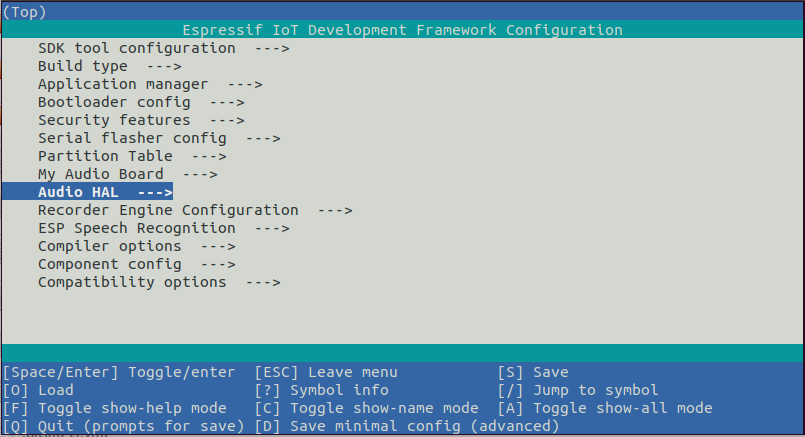 (Top)
Espressif IoT Development Framework Configuration
SDK tool configuration  --->
Build type  --->
Application manager  --->
Bootloader config  --->
Security features  --->
Serial flasher config  --->
Partition Table  --->
My Audio Board  --->
Audio HAL  --->
Recorder Engine Configuration  --->
ESP Speech Recognition  --->
Compiler options  --->
Component config  --->
Compatibility options  --->
[Space/Enter] Toggle/enter  [ESC] Leave menu           [S] Save
[O] Load                    [?] Symbol info            [/] Jump to symbol
[F] Toggle show-help mode   [C] Toggle show-name mode  [A] Toggle show-all mode
[Q] Quit (prompts for save) [D] Save minimal config (advanced)